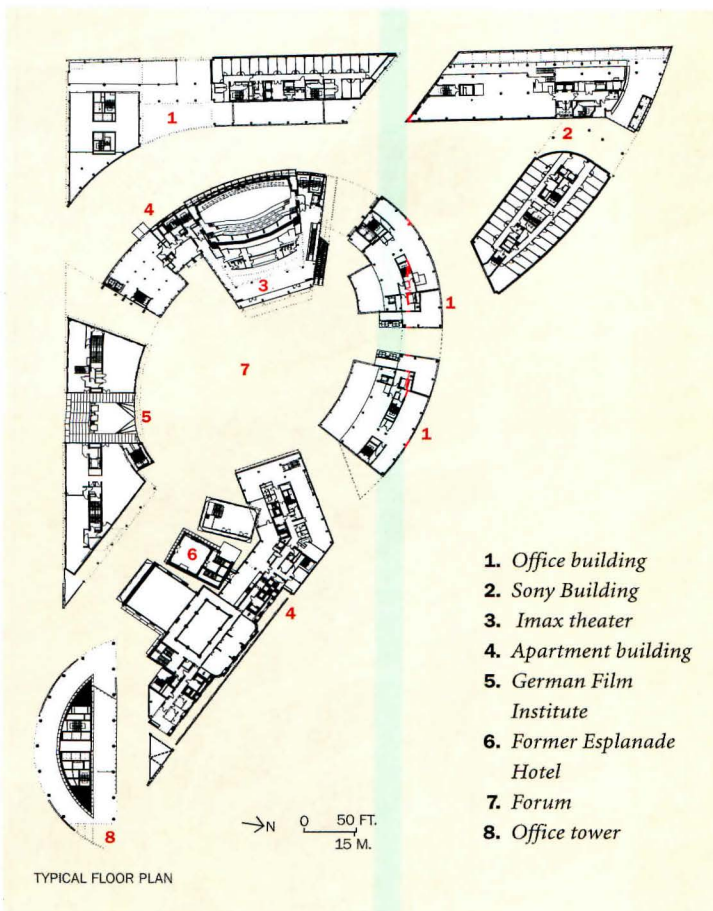 1
2
4
3
1
7
5
1
6
4
8
1. Office building
2. Sony Building
3. Imax theater
4. Apartment building
5. German Film
Institute
6. Former Esplanade
Hotel
7. Forum
8. Office tower
N 0 50 FT.
15 M.
TYPICAL FLOOR PLAN